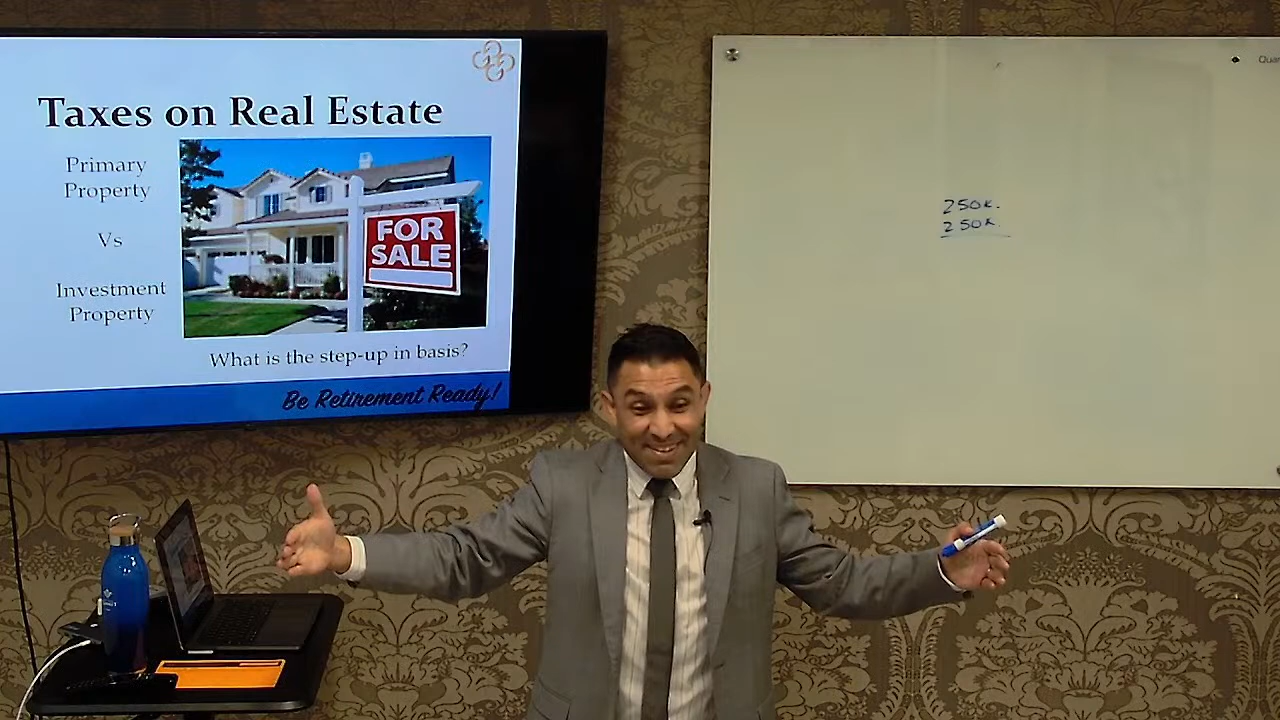 Taxes on Real Estate
Primary
Property
Vs
Investment
Property
FOR
SALE
What is the step-up in basis?
Be Retirement Ready!
250K.
250K.